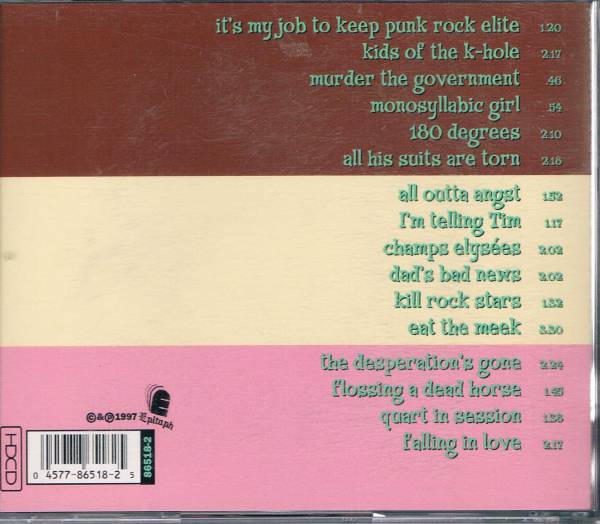 it's my job to keep punk rock elite 1:20
kids of the k-hole 2:17
murder the government :46
monosyllabic girl :54
180 degrees 2:10
all his suits are torn 2:18
all outta angst 1:52
I'm telling Tim 1:17
champs elysées 2:02
dad's bad news 2:02
kill rock stars 1:32
eat the meek 3:30
the desperation's gone 2:24
flossing a dead horse 1:45
quart in session 1:38
falling in love 2:17
©&℗1997 Epitaph
HDCD
0 4577-86518-2 5
86518-2